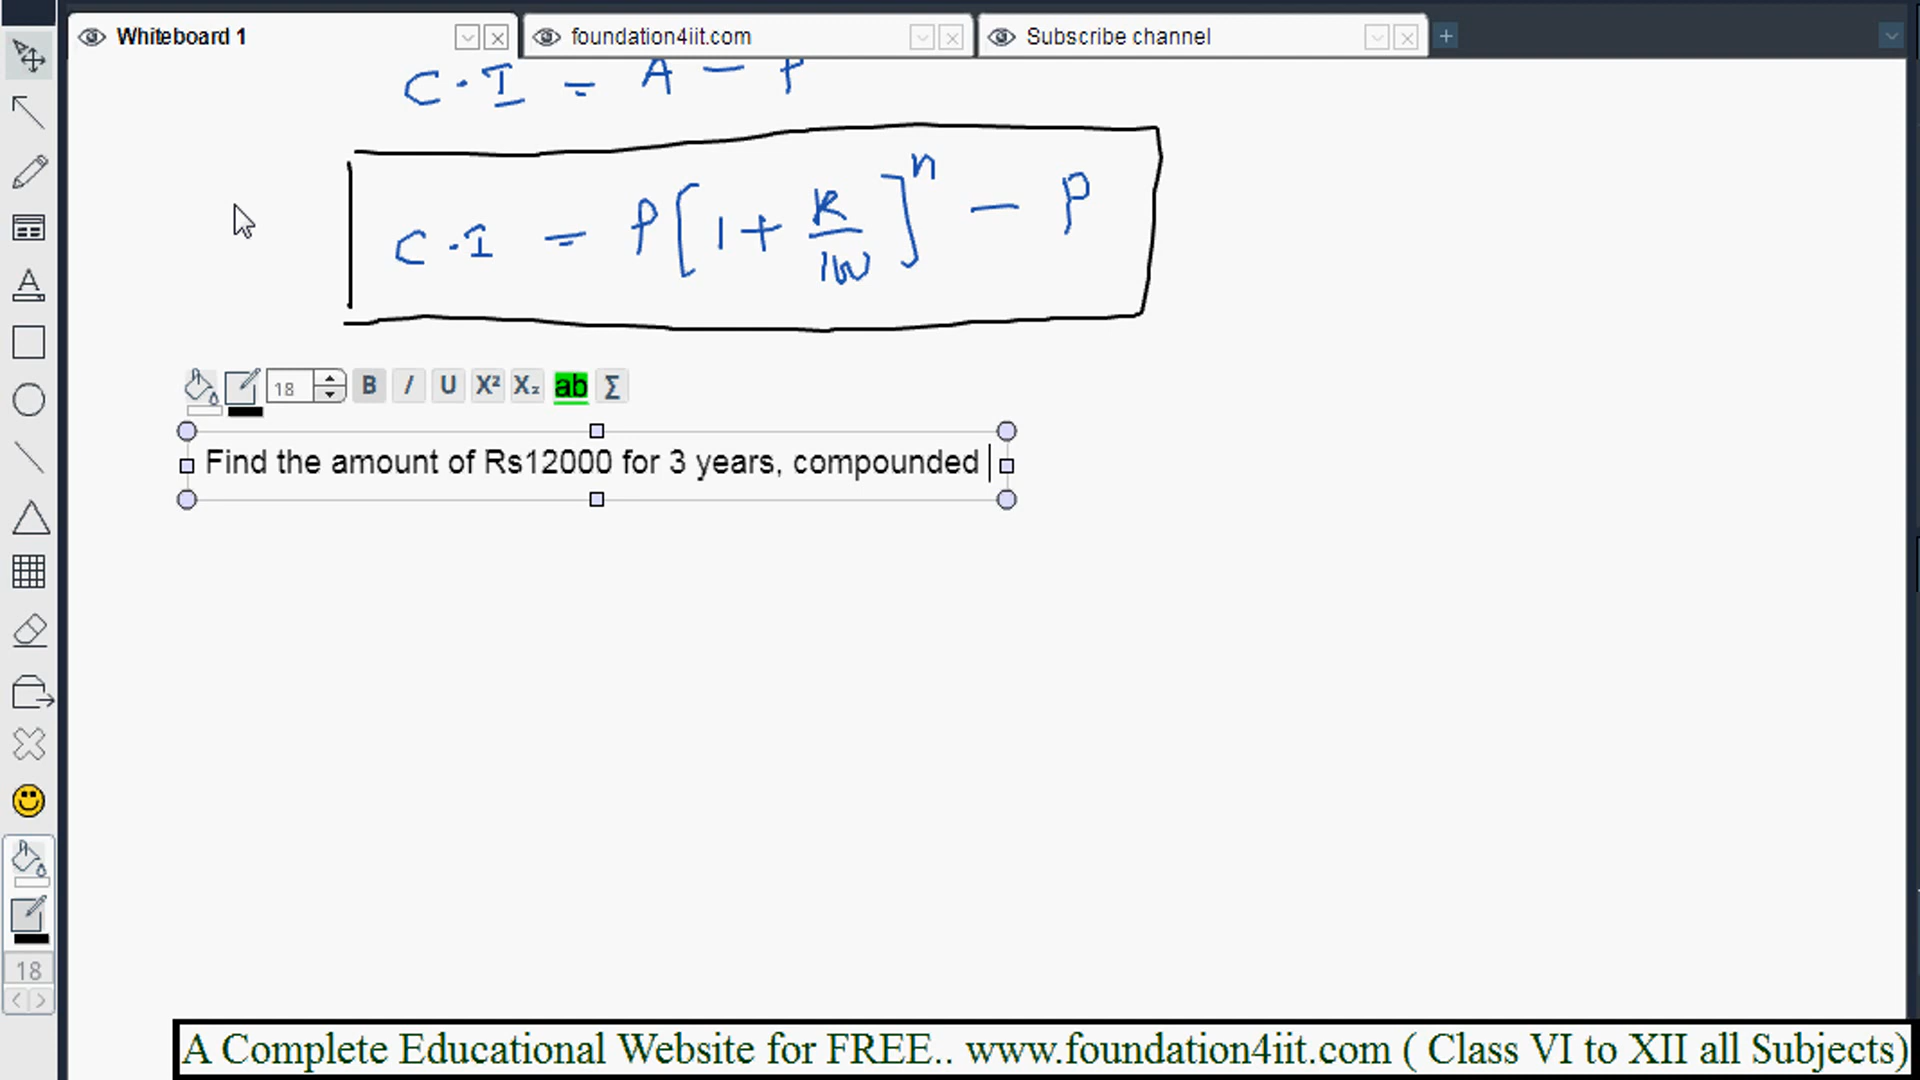 Whiteboard 1 foundation4iit.com Subscribe channel
C·I = A - P
C·I = P[1 + R/100]^n - P
18 B I U X² X₂ ab Σ
Find the amount of Rs12000 for 3 years, compounded
18
A Complete Educational Website for FREE.. www.foundation4iit.com ( Class VI to XII all Subjects)